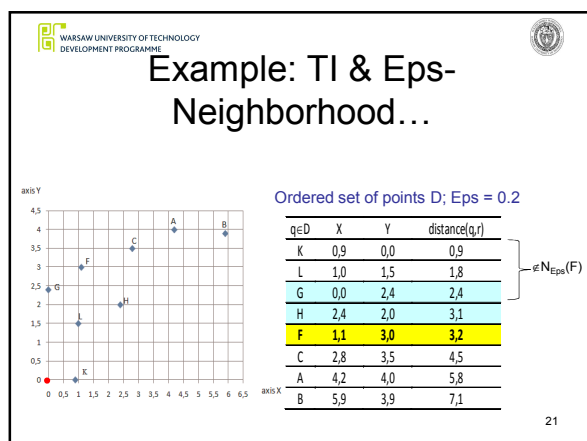 WARSAW UNIVERSITY OF TECHNOLOGY
DEVELOPMENT PROGRAMME
Example: TI & Eps-
Neighborhood…
Ordered set of points D; Eps = 0.2
axis Y
4,5
4
3,5
3
2,5
2
1,5
1
0,5
0
A
B
C
F
G
H
L
K
0 0,5 1 1,5 2 2,5 3 3,5 4 4,5 5 5,5 6 6,5
axis X
q∈D X Y distance(q,r)
K 0,9 0,0 0,9
L 1,0 1,5 1,8
G 0,0 2,4 2,4
H 2,4 2,0 3,1
F 1,1 3,0 3,2
C 2,8 3,5 4,5
A 4,2 4,0 5,8
B 5,9 3,9 7,1
∉N_Eps(F)
21